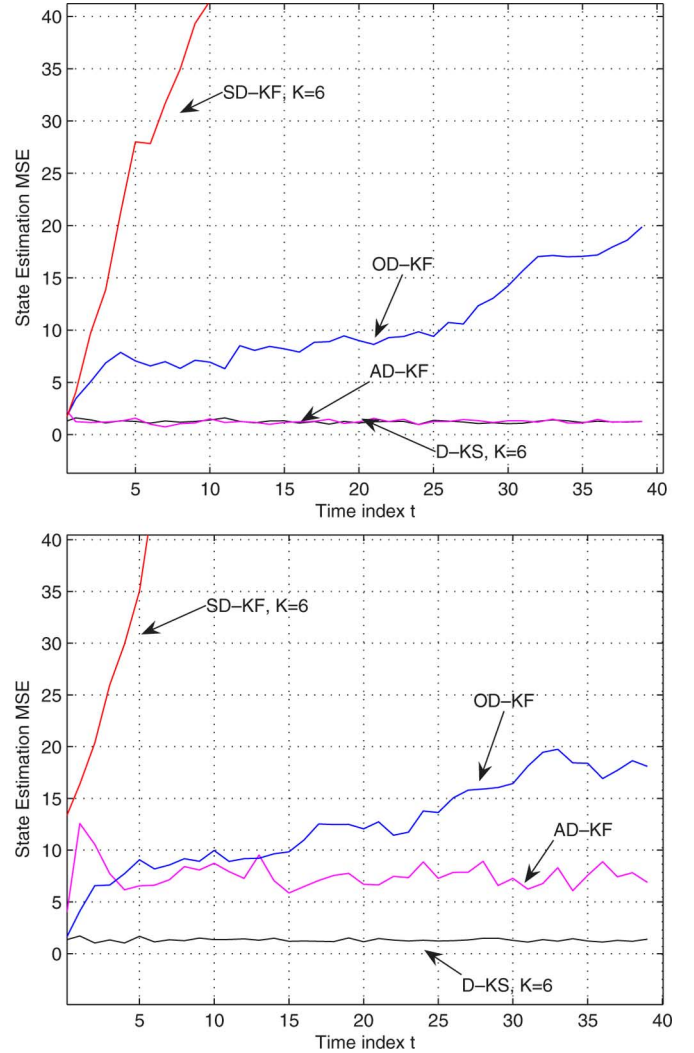 40
35
SD–KF, K=6
30
25
State Estimation MSE
20
OD–KF
15
10
AD–KF
5
0
D–KS, K=6
5 10 15 20 25 30 35 40
Time index t
40
35
SD–KF, K=6
30
25
State Estimation MSE
OD–KF
20
15
AD–KF
10
5
0
D–KS, K=6
5 10 15 20 25 30 35 40
Time index t